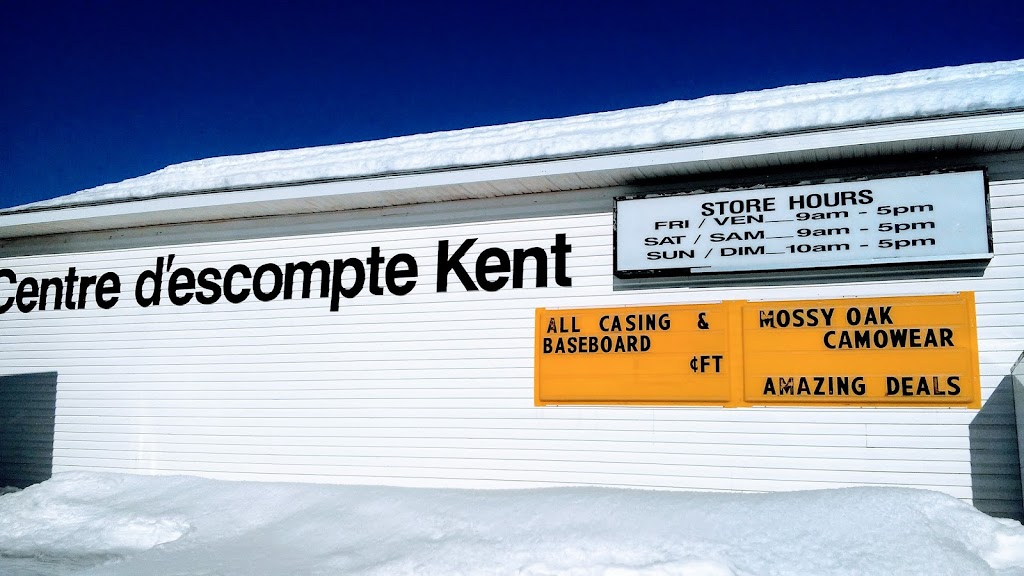 Centre d'escompte Kent
STORE HOURS
FRI / VEN 9am - 5pm
SAT / SAM 9am - 5pm
SUN / DIM 10am - 5pm
ALL CASING &
BASEBOARD
¢FT
MOSSY OAK
CAMOWEAR
AMAZING DEALS